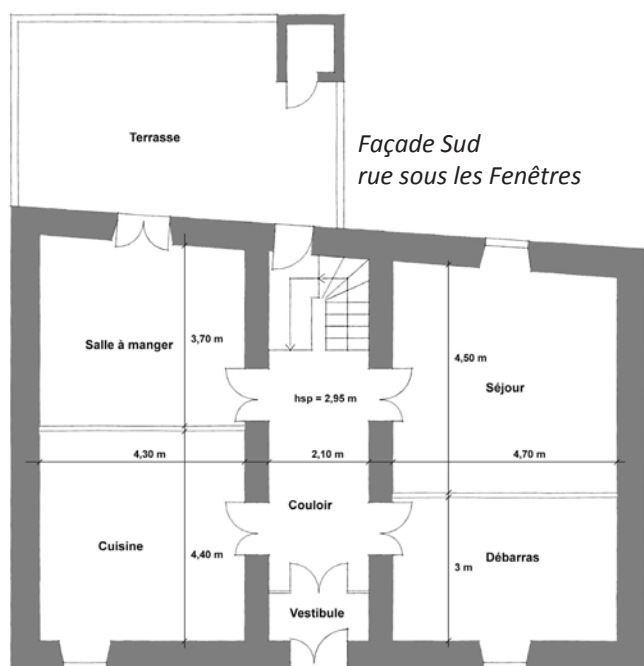 Terrasse
Façade Sud
rue sous les Fenêtres
Salle à manger
3,70 m
4,50 m
Séjour
hsp = 2,95 m
4,30 m
2,10 m
4,70 m
Couloir
Cuisine
4,40 m
3 m
Débarras
Vestibule